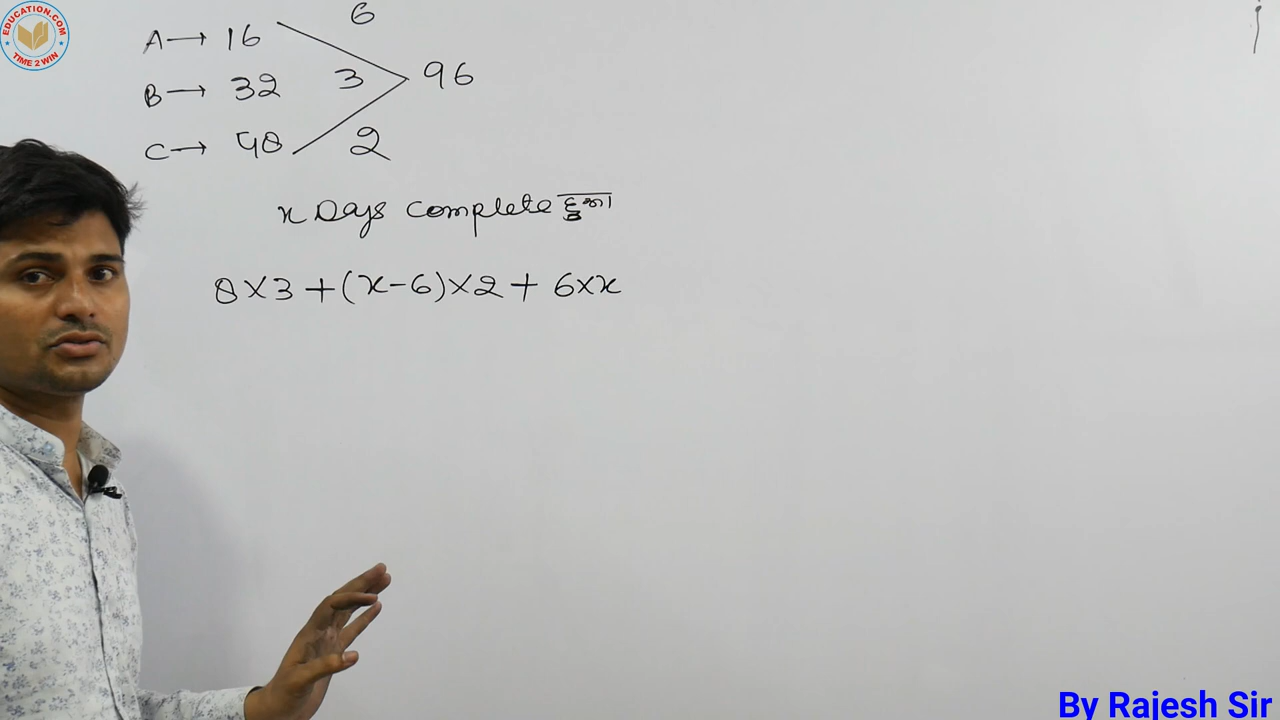 EDUCATION.COM
TIME 2 WIN
A → 16 6
B → 32 3 96
C → 48 2
x Days complete हुआ
8×3+(x-6)×2+6×x
By Rajesh Sir